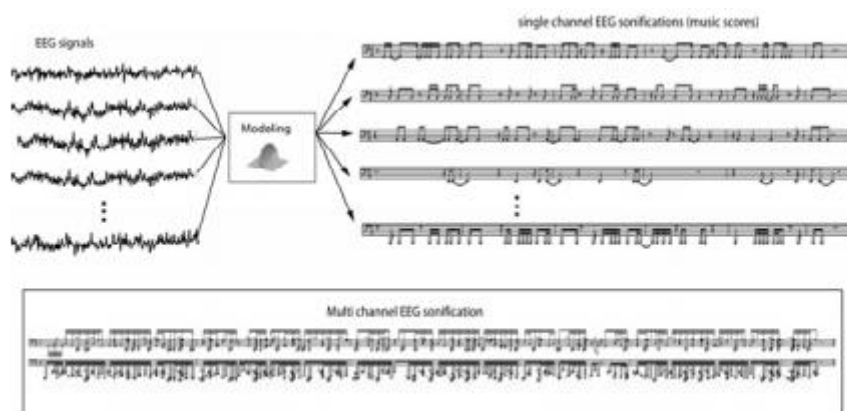 single channel EEG sonifications (music scores)
EEG signals
Modeling
Multi channel EEG sonification